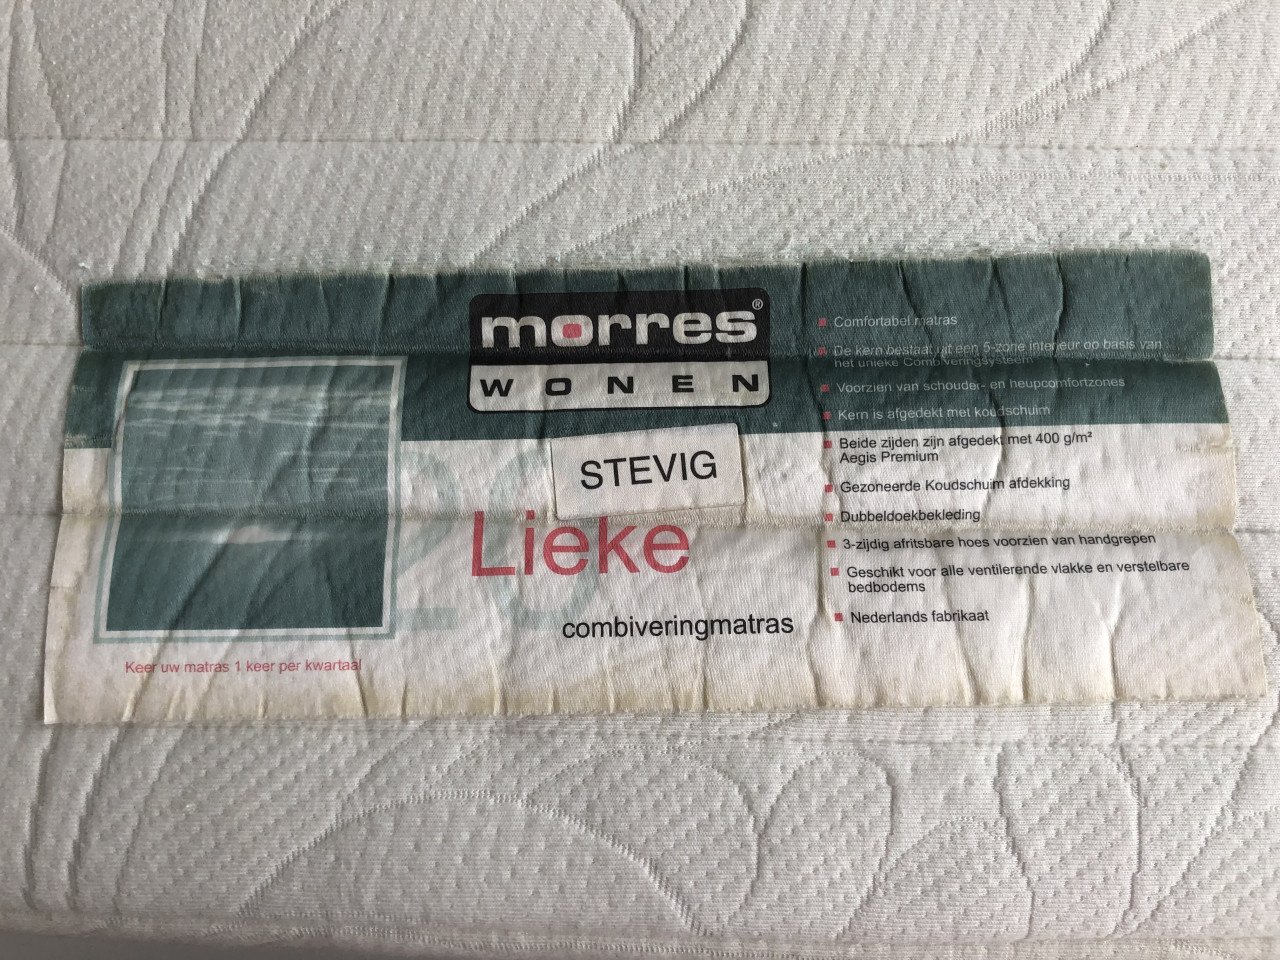 morres®
WONEN
STEVIG
Lieke
combiveringmatras
Keer uw matras 1 keer per kwartaal
Comfortabel matras
De kern bestaat uit een 5-zone interieur op basis van
het unieke Combiveringsysteem
Voorzien van schouder- en heupcomfortzones
Kern is afgedekt met koudschuim
Beide zijden zijn afgedekt met 400 g/m²
Aegis Premium
Gezoneerde Koudschuim afdekking
Dubbeldoekbekleding
3-zijdig afritsbare hoes voorzien van handgrepen
Geschikt voor alle ventilerende vlakke en verstelbare
bedbodems
Nederlands fabrikaat